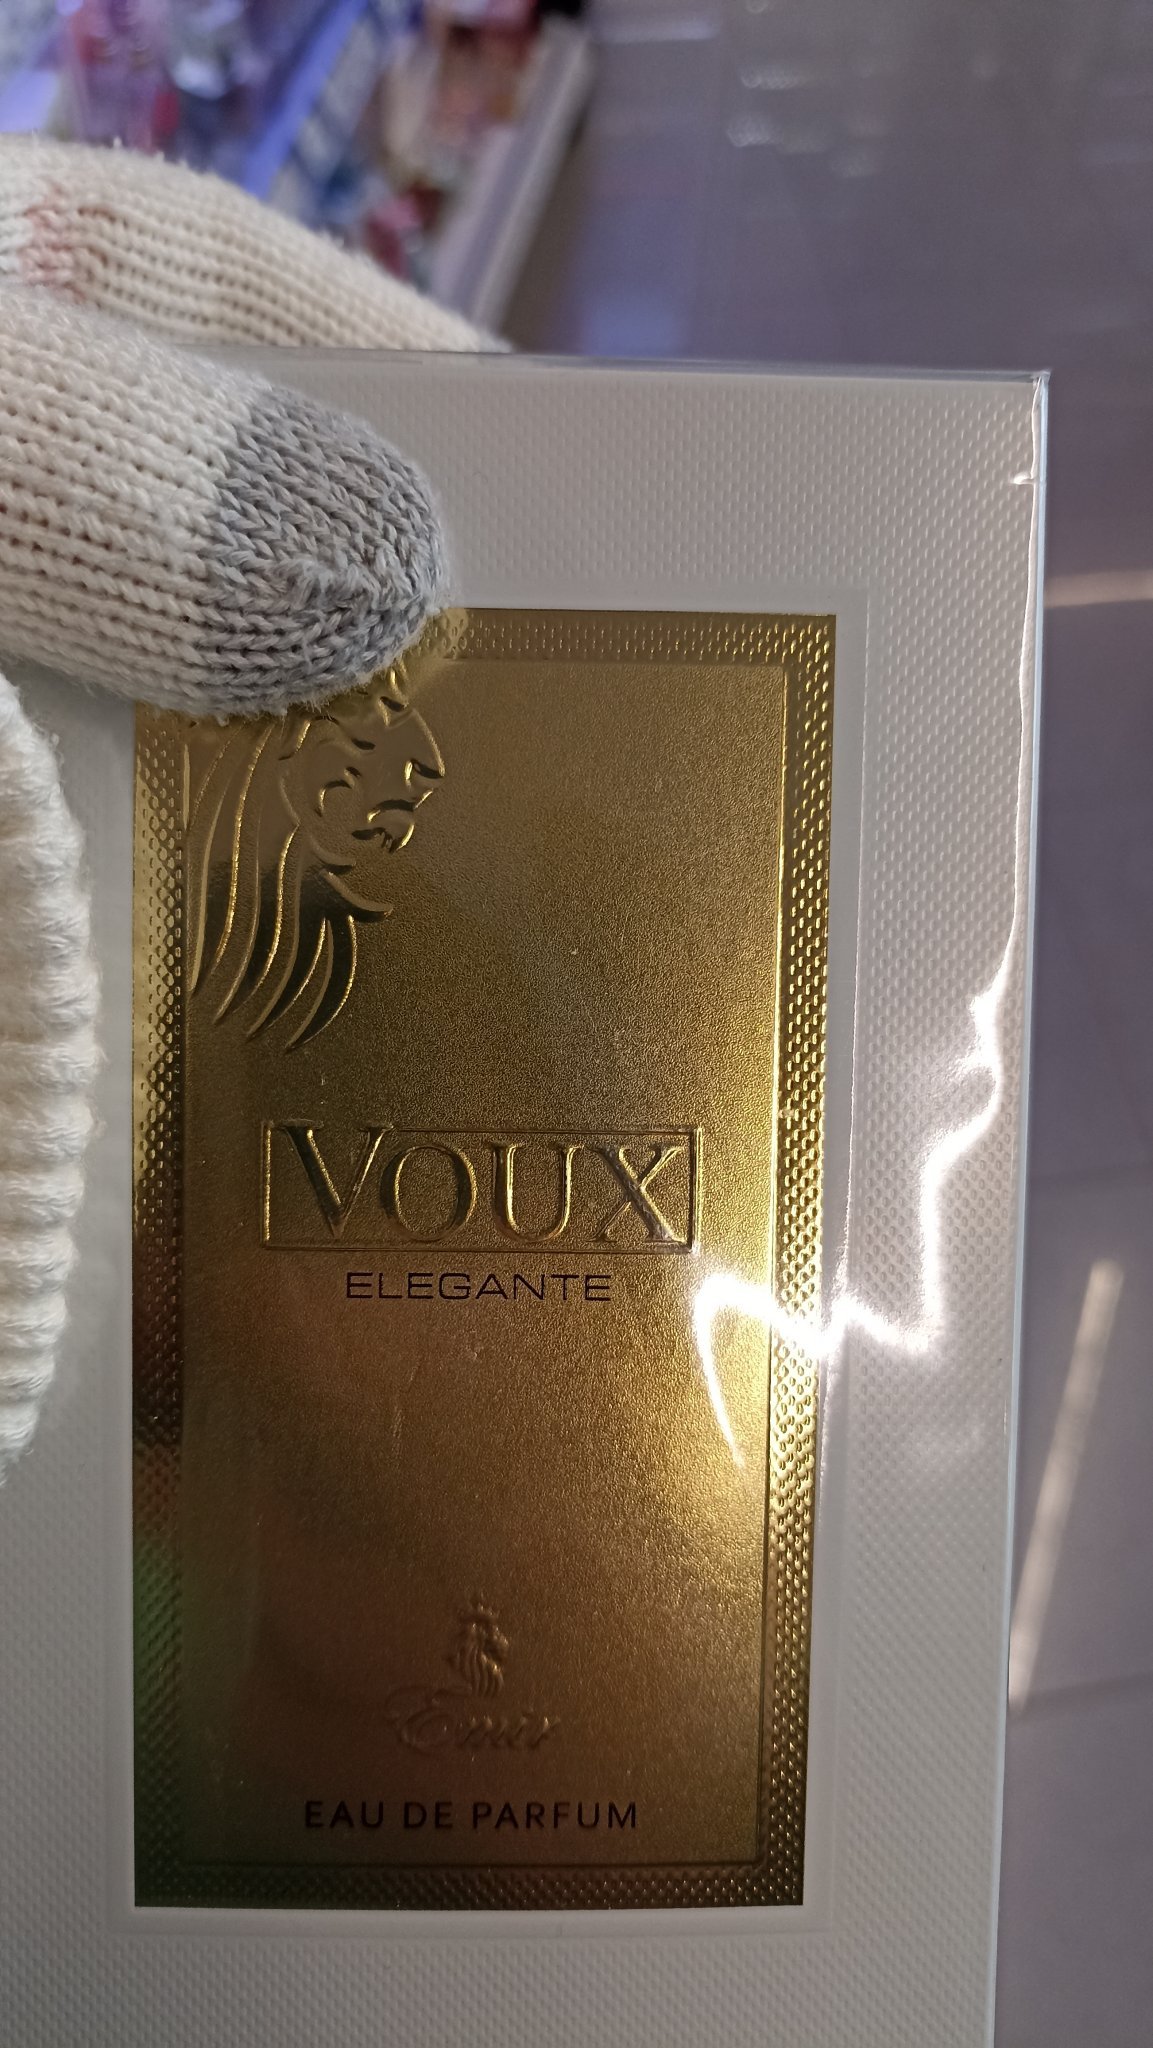 VOUX
ELEGANTE
Emir
EAU DE PARFUM